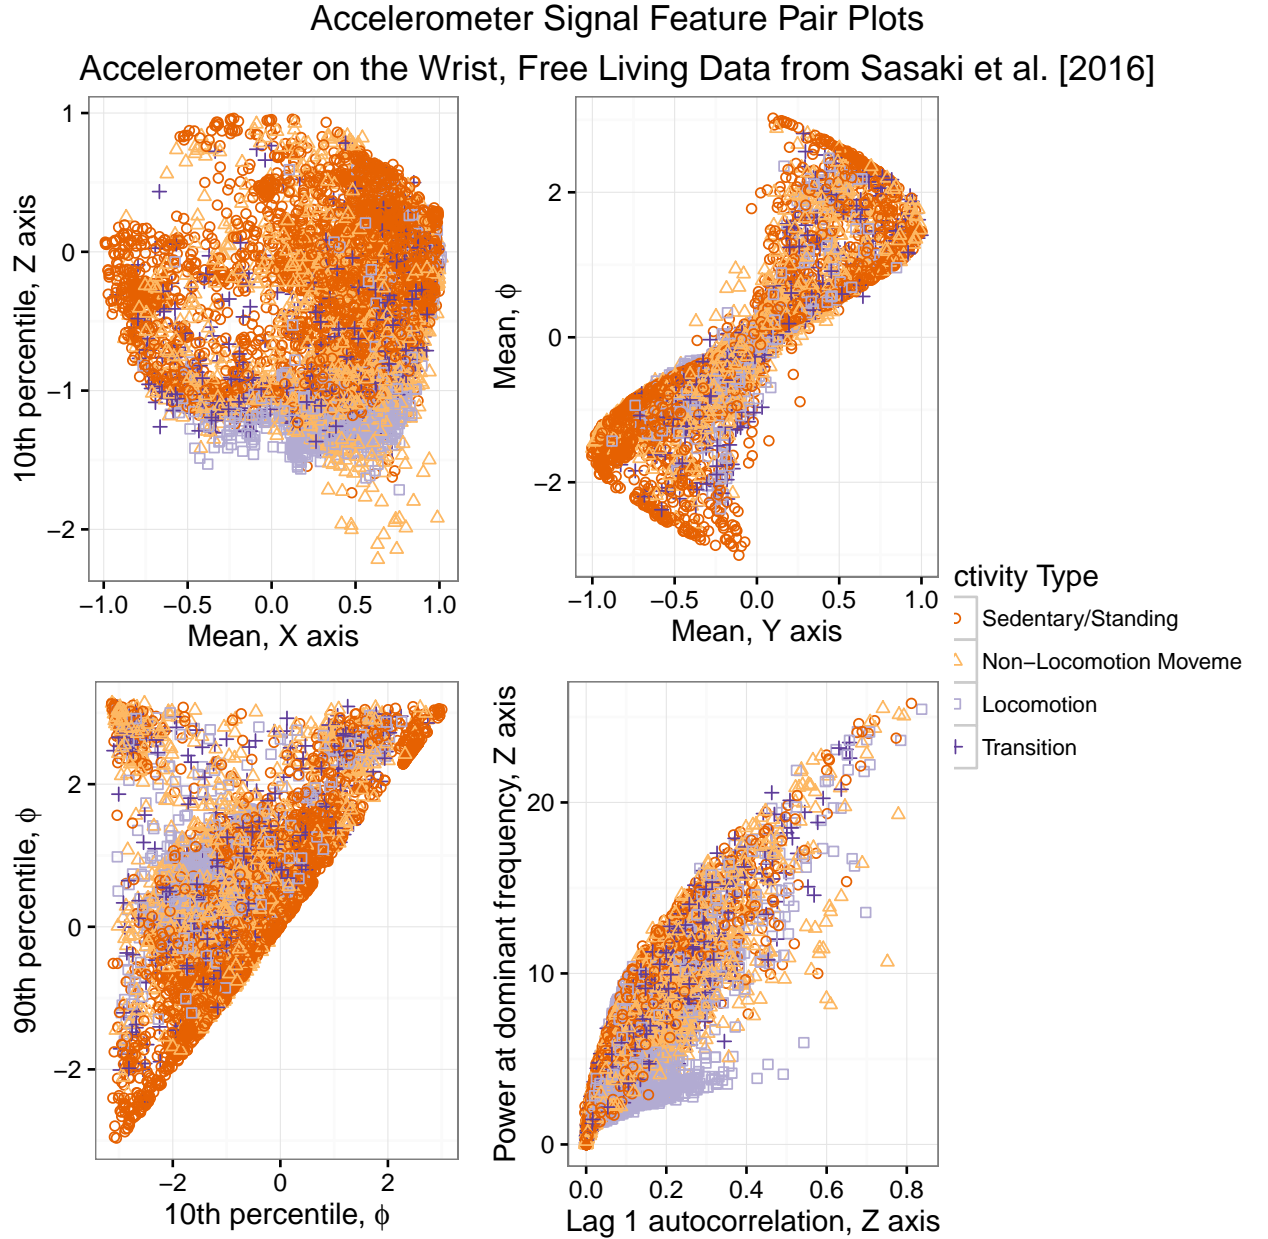 Accelerometer Signal Feature Pair Plots
Accelerometer on the Wrist, Free Living Data from Sasaki et al. [2016]
10th percentile, Z axis
1
0
−1
−2
−1.0 −0.5 0.0 0.5 1.0
Mean, X axis
Mean, ϕ
2
0
−2
−1.0 −0.5 0.0 0.5 1.0
Mean, Y axis
90th percentile, ϕ
2
0
−2
−2 0 2
10th percentile, ϕ
Power at dominant frequency, Z axis
20
10
0
0.0 0.2 0.4 0.6 0.8
Lag 1 autocorrelation, Z axis
ctivity Type
Sedentary/Standing
Non−Locomotion Moveme
Locomotion
Transition